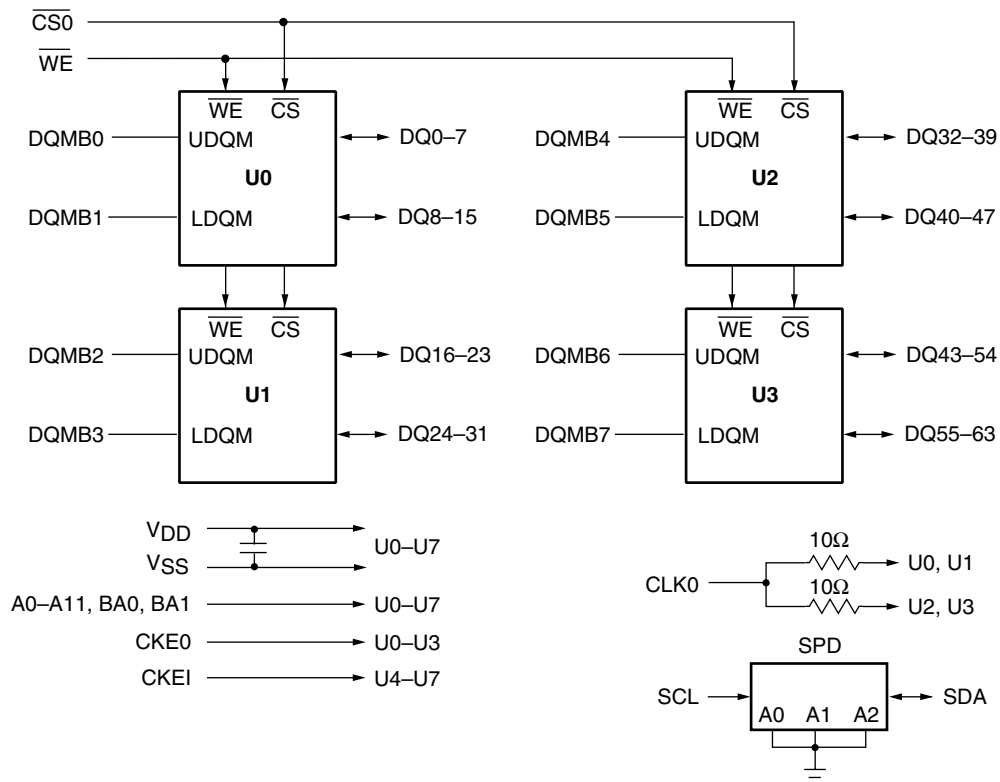 CS0
WE
WE CS
DQMB0 UDQM DQ0–7
U0
DQMB1 LDQM DQ8–15
WE CS
DQMB4 UDQM DQ32–39
U2
DQMB5 LDQM DQ40–47
WE CS
DQMB2 UDQM DQ16–23
U1
DQMB3 LDQM DQ24–31
WE CS
DQMB6 UDQM DQ43–54
U3
DQMB7 LDQM DQ55–63
VDD
VSS
U0–U7
A0–A11, BA0, BA1 U0–U7
CKE0 U0–U3
CKEI U4–U7
CLK0
10Ω U0, U1
10Ω U2, U3
SPD
SCL SDA
A0 A1 A2